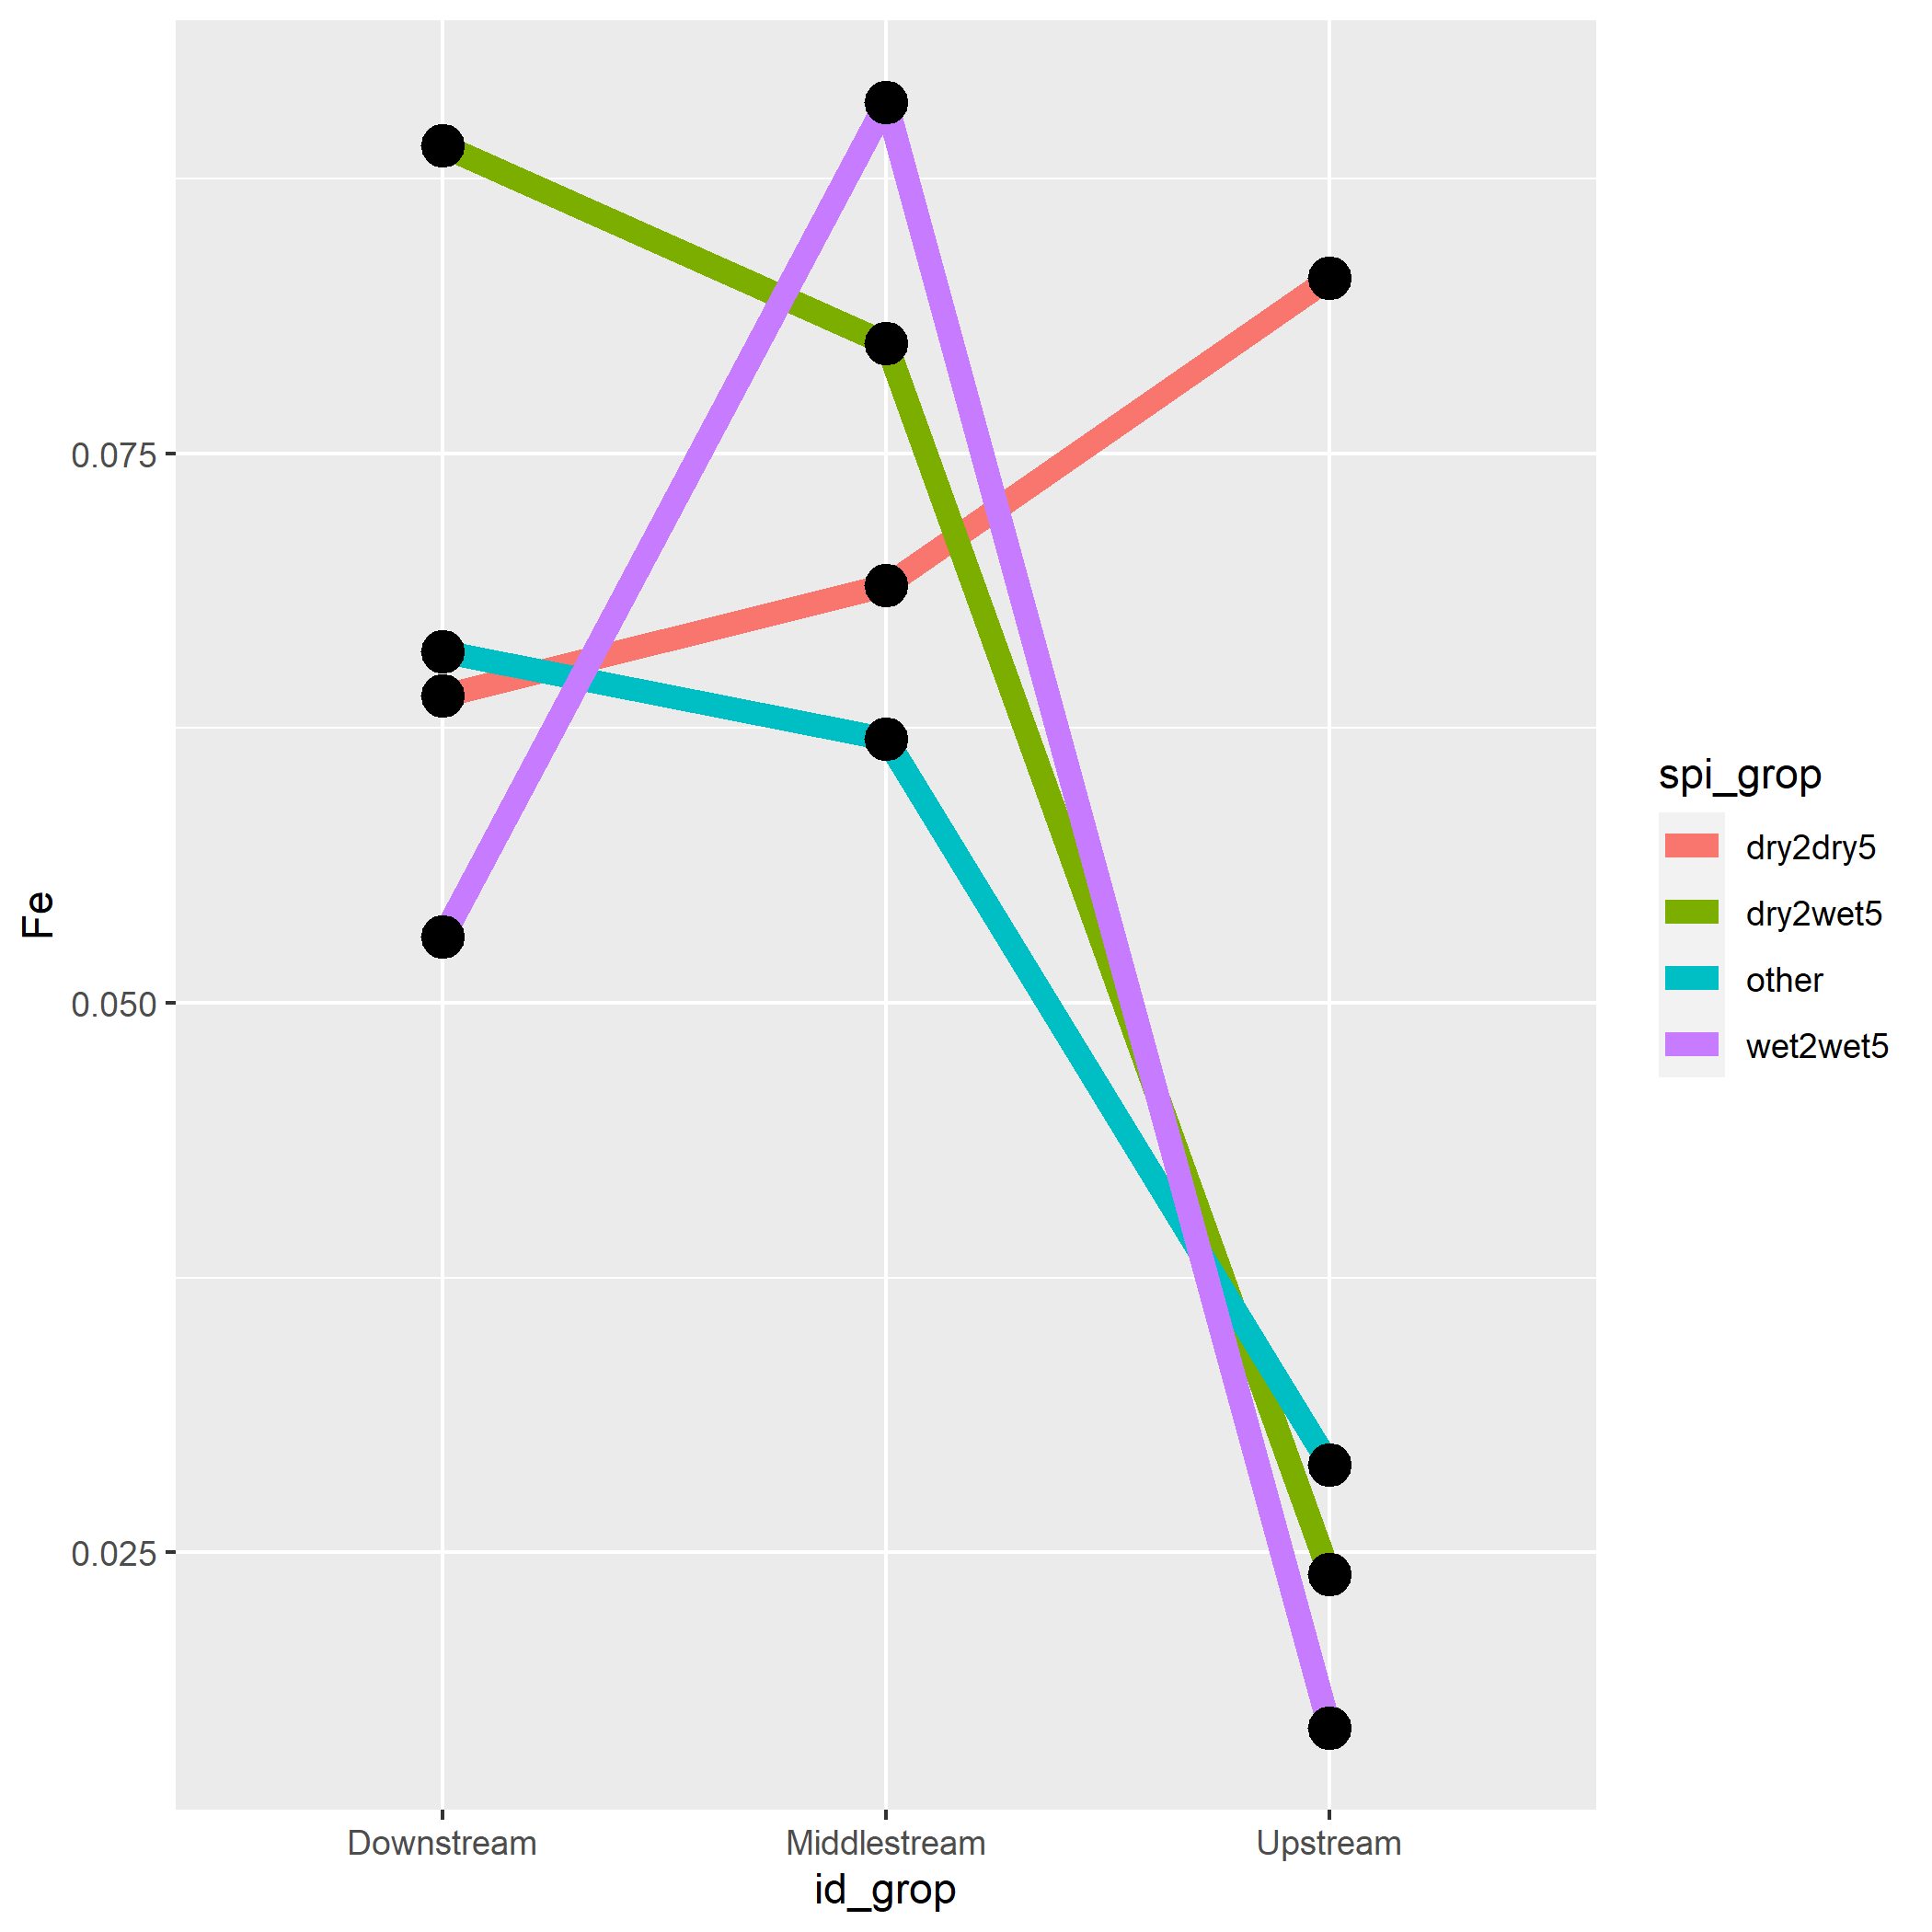 Fe
0.075
0.050
0.025
Downstream Middlestream Upstream
id_grop
spi_grop
dry2dry5
dry2wet5
other
wet2wet5